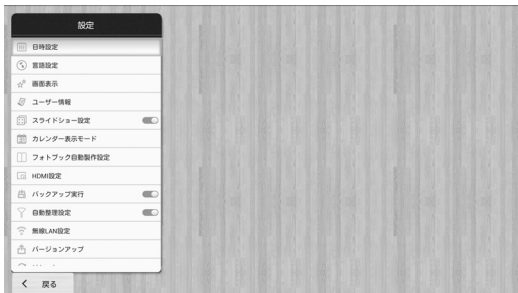 設定
日時設定
言語設定
画面表示
ユーザー情報
スライドショー設定
カレンダー表示モード
フォトブック自動製作設定
HDMI設定
バックアップ実行
自動整理設定
無線LAN設定
バージョンアップ
戻る